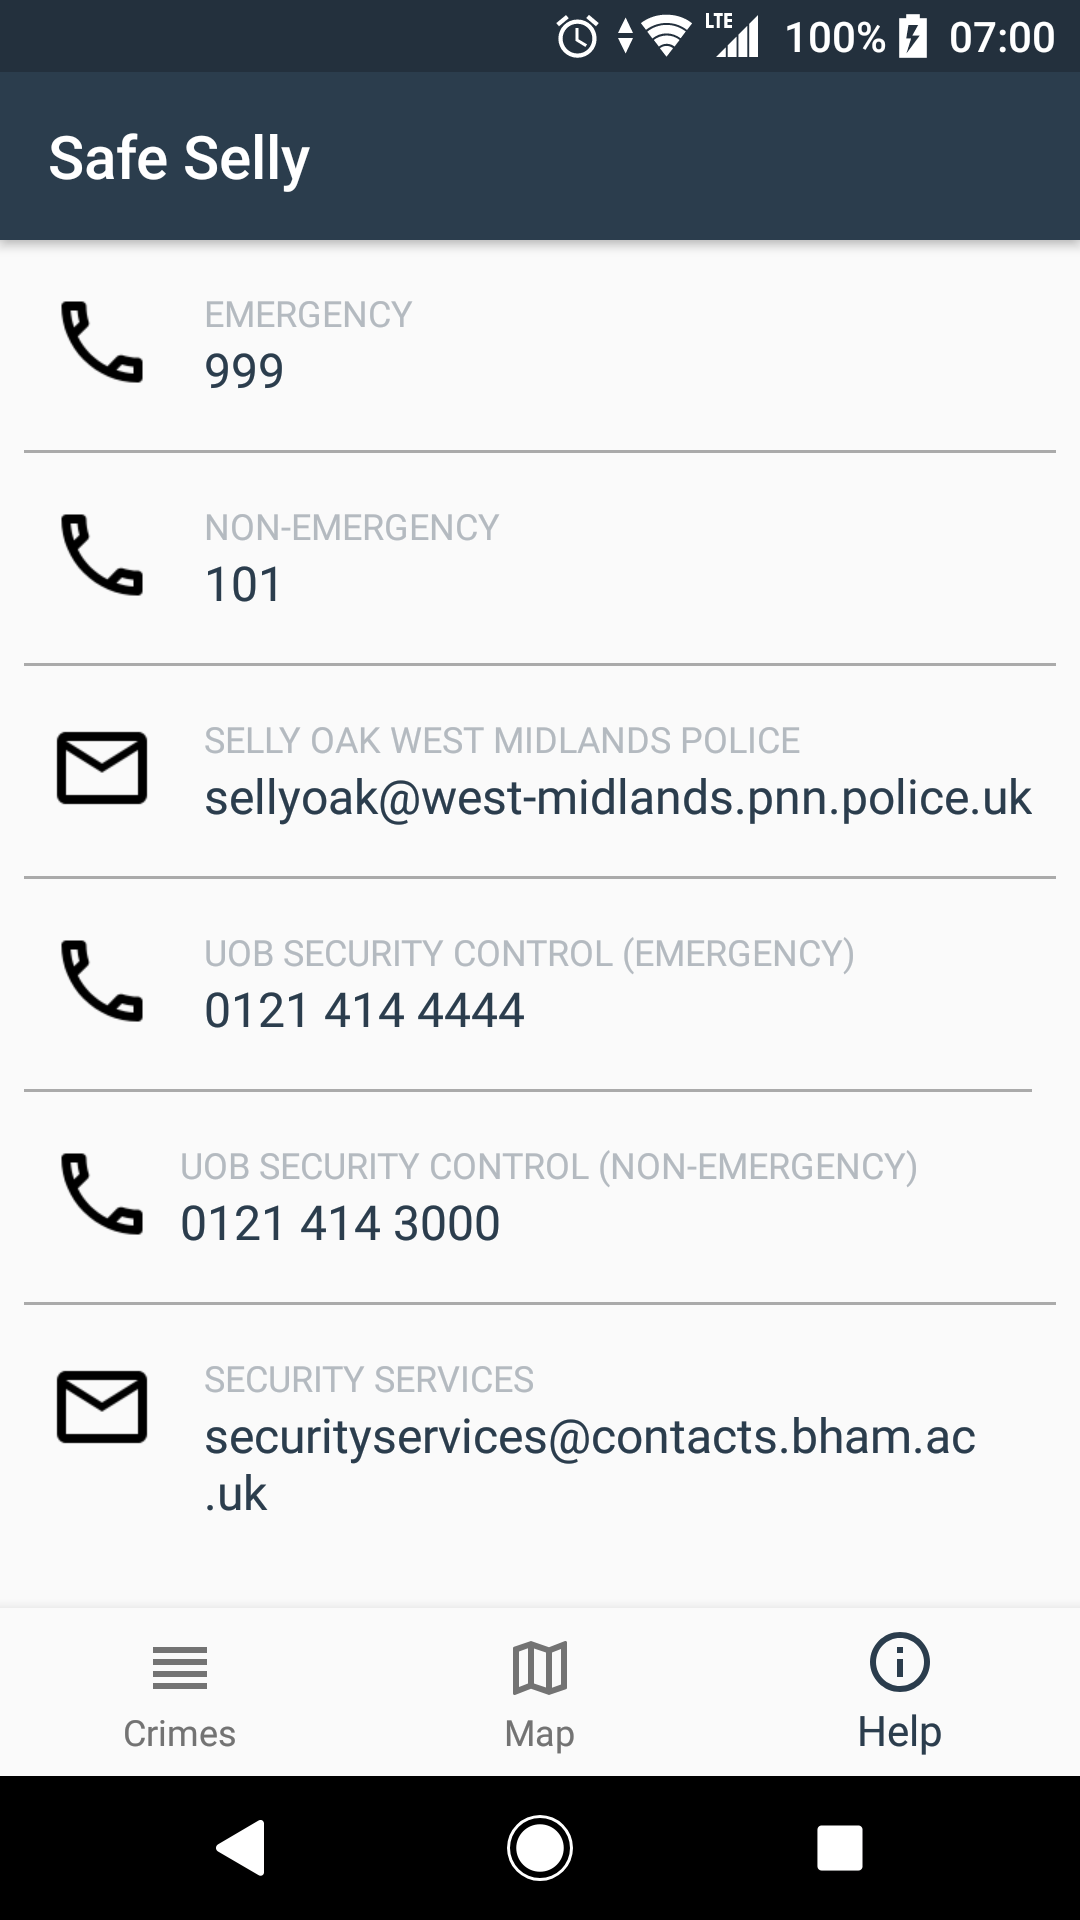 LTE 100% 07:00
Safe Selly
EMERGENCY
999
NON-EMERGENCY
101
SELLY OAK WEST MIDLANDS POLICE
sellyoak@west-midlands.pnn.police.uk
UOB SECURITY CONTROL (EMERGENCY)
0121 414 4444
UOB SECURITY CONTROL (NON-EMERGENCY)
0121 414 3000
SECURITY SERVICES
securityservices@contacts.bham.ac
.uk
Crimes Map Help